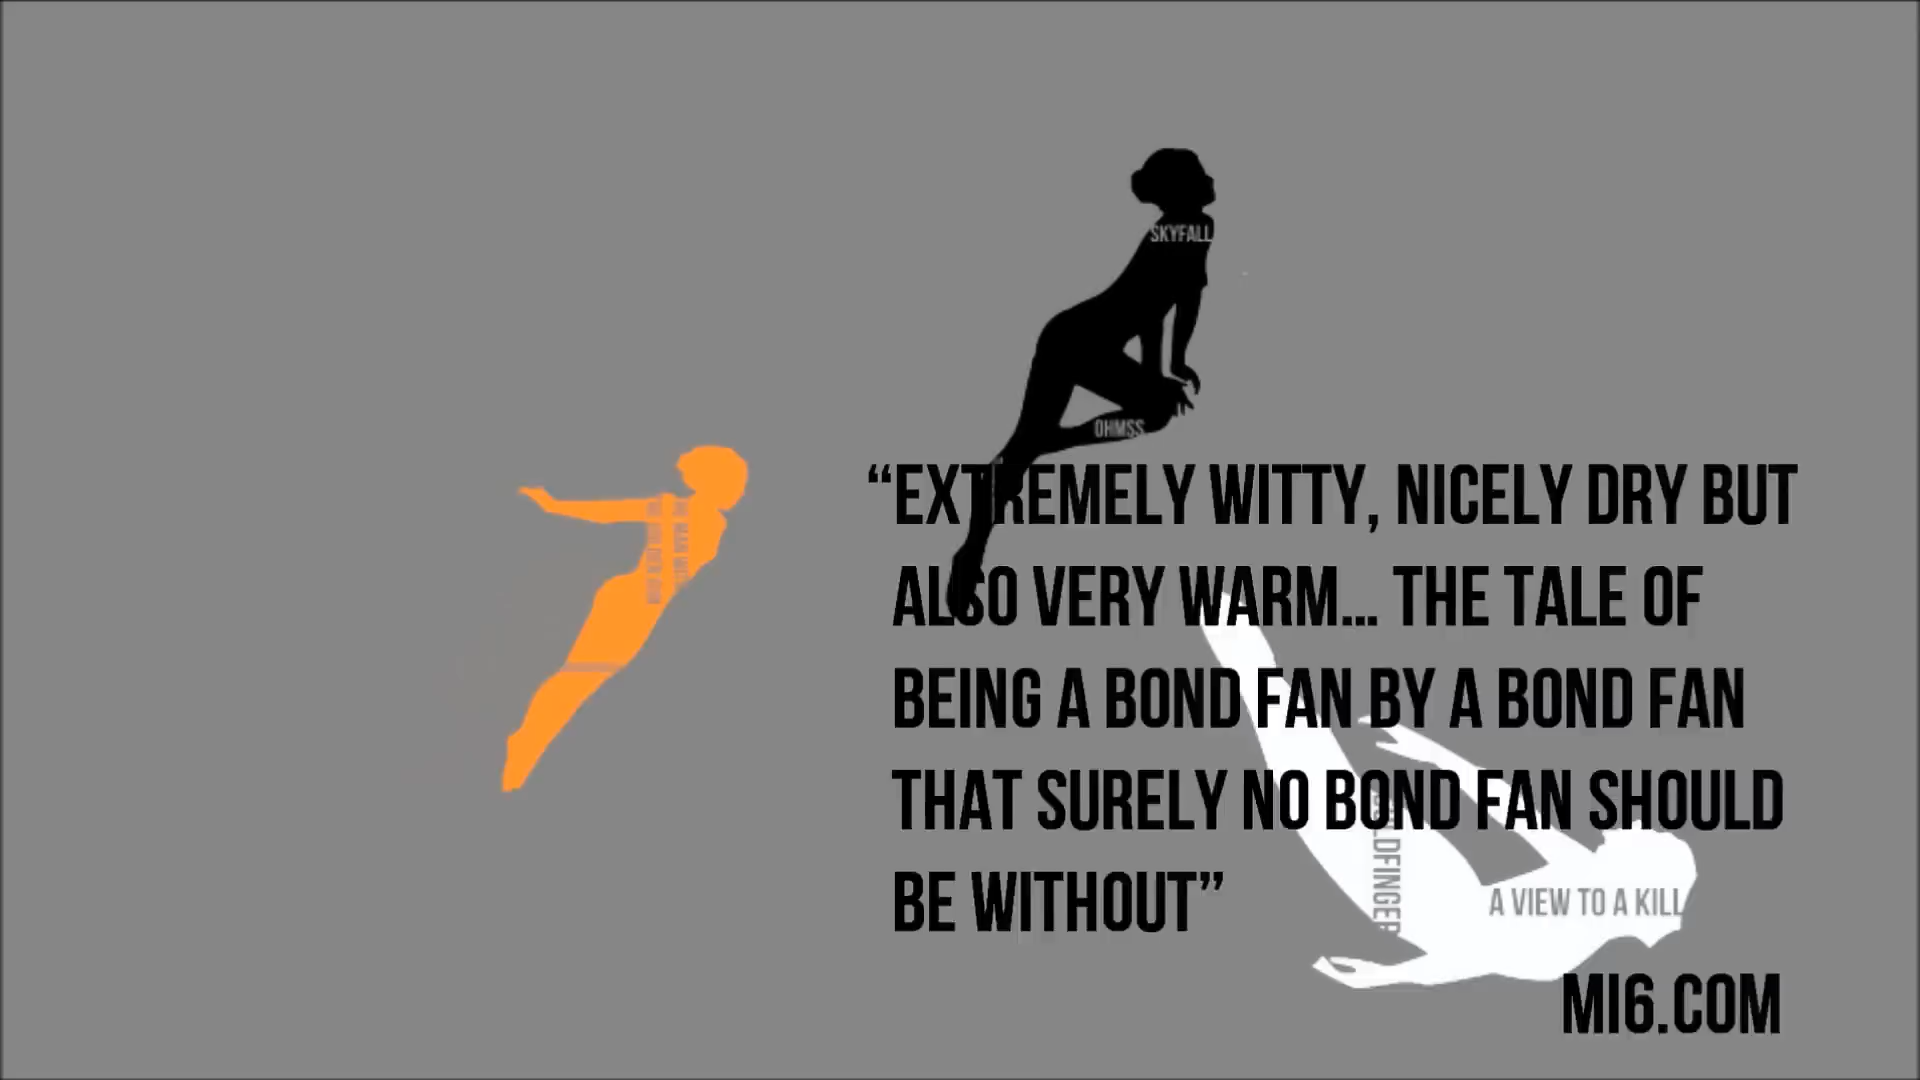 SKYFALL
OHMSS
“EXTREMELY WITTY, NICELY DRY BUT
ALSO VERY WARM... THE TALE OF
BEING A BOND FAN BY A BOND FAN
THAT SURELY NO BOND FAN SHOULD
BE WITHOUT”
GOLDFINGER
A VIEW TO A KILL
MI6.COM